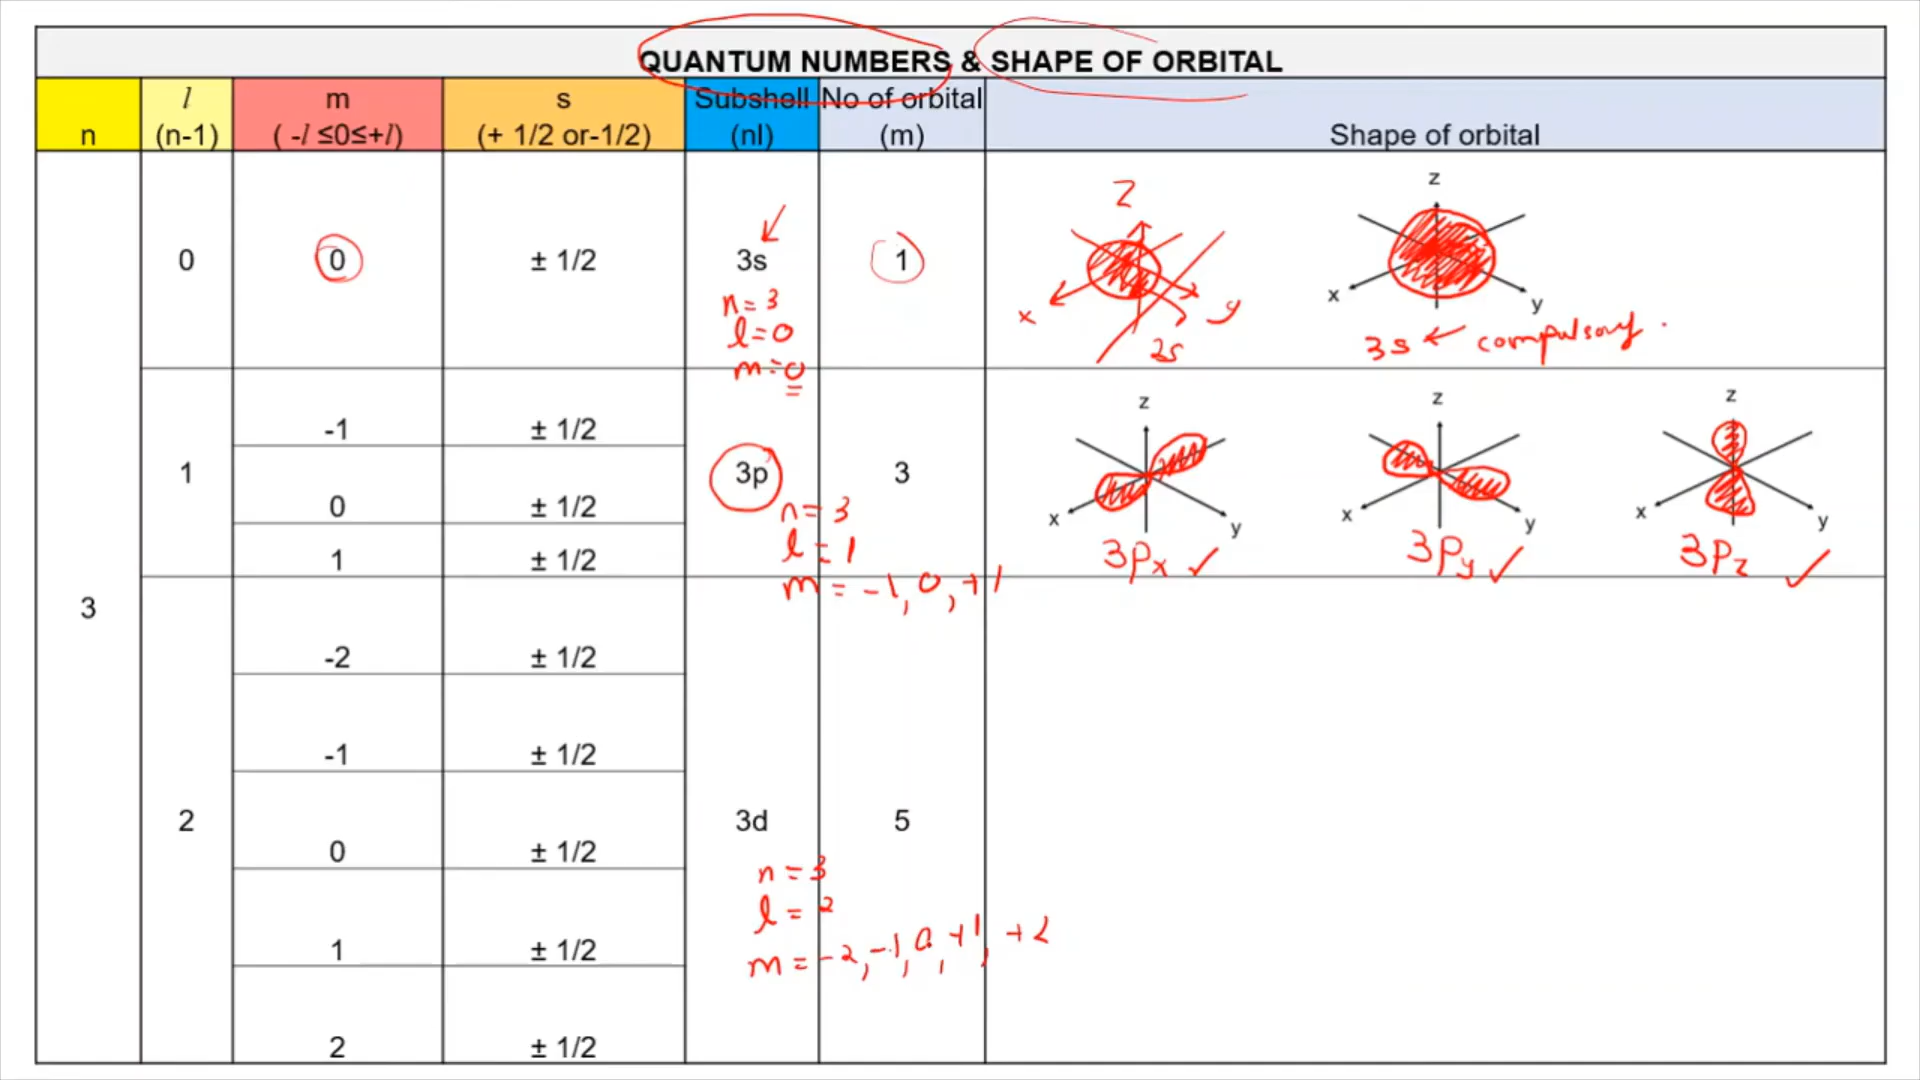 QUANTUM NUMBERS & SHAPE OF ORBITAL
n
l
(n-1)
m
( -l ≤0≤+l)
s
(+ 1/2 or-1/2)
Subshell
(nl)
No of orbital
(m)
Shape of orbital
3
0
0
± 1/2
3s
n = 3
l = 0
m = 0
1
Z
x
y
z
x
y
3s ← compulsory.
1
-1
± 1/2
0
± 1/2
1
± 1/2
3p
n = 3
l = 1
m = -1, 0, +1
3
z
x
y
3Px ✓
z
x
y
3Py ✓
z
x
y
3Pz ✓
2
-2
± 1/2
-1
± 1/2
0
± 1/2
1
± 1/2
2
± 1/2
3d
n = 3
l = 2
m = -2, -1, 0, +1, +2
5